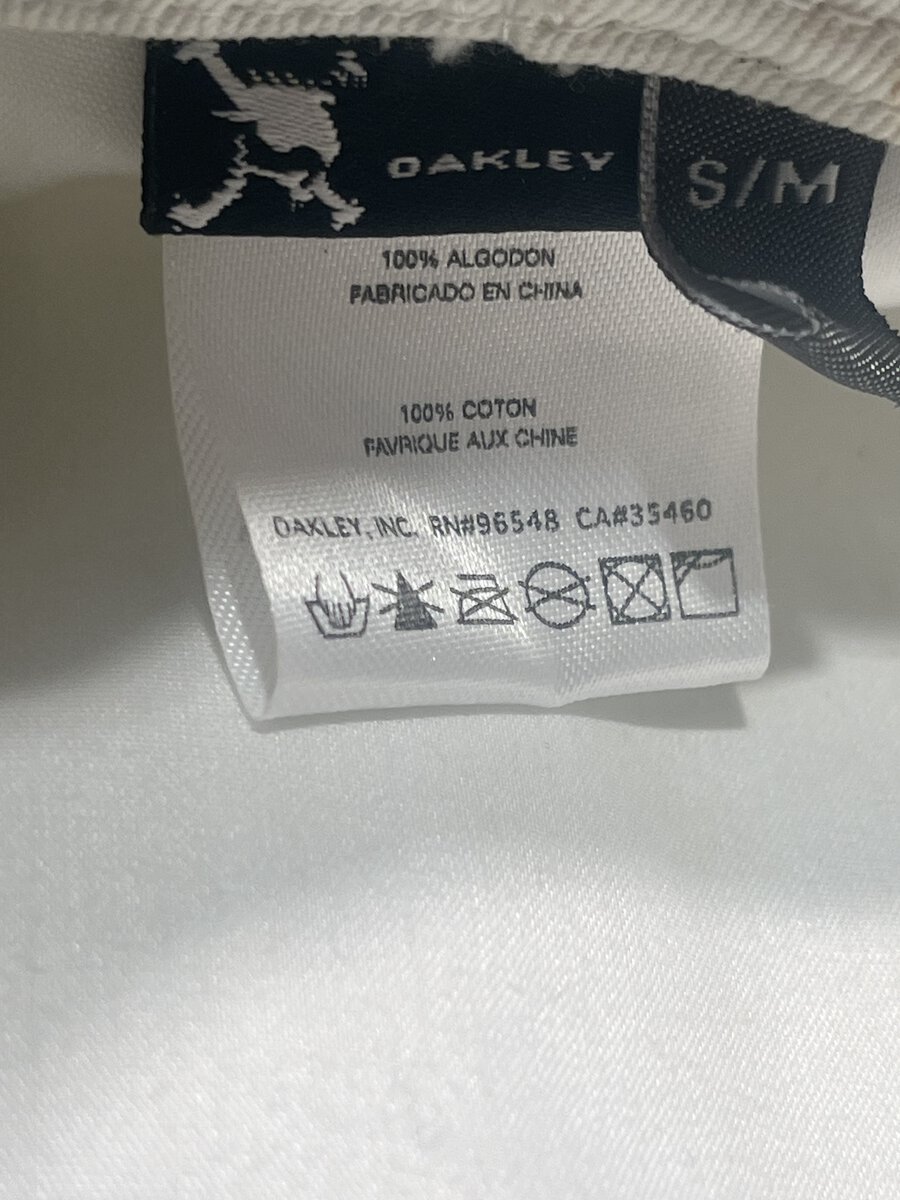 OAKLEY
S/M
100% ALGODON
FABRICADO EN CHINA
100% COTON
FAVRIQUE AUX CHINE
OAKLEY, INC. RN#96548 CA#35460